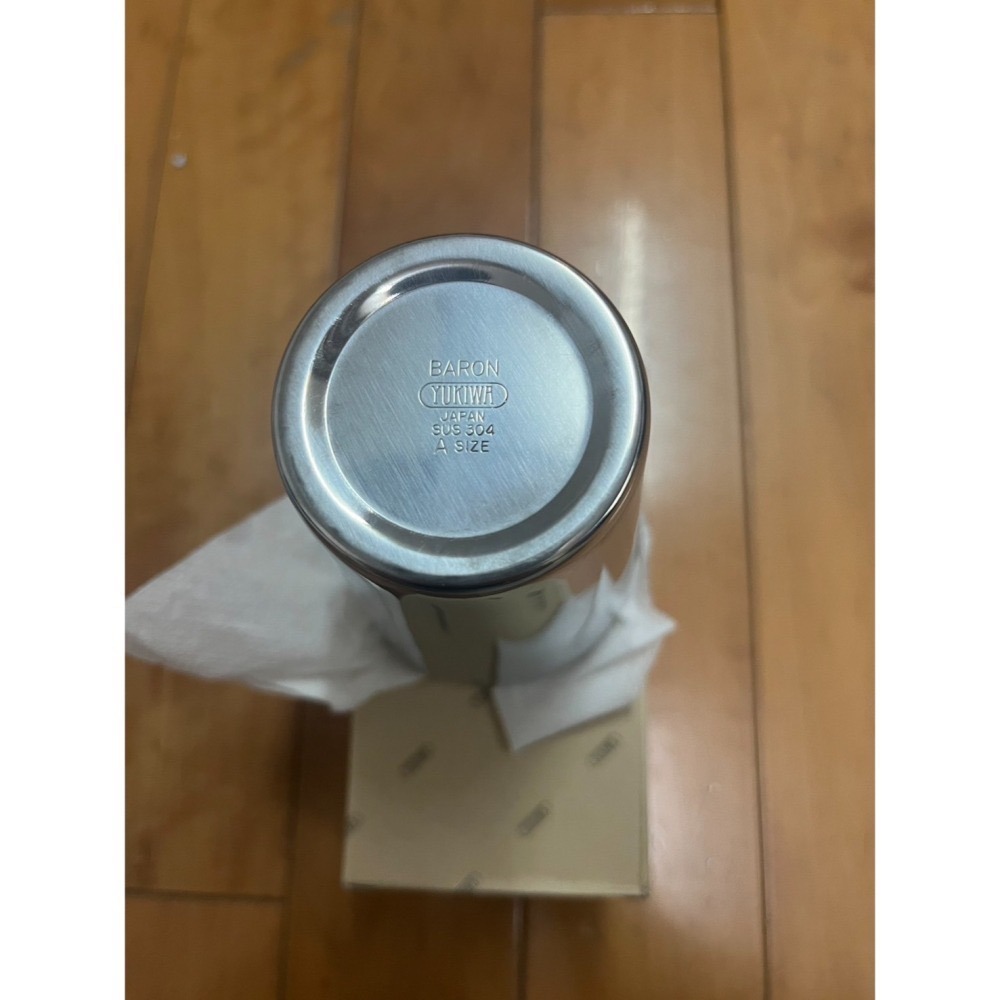 BARON
YUKIWA
JAPAN
SUS 304
A SIZE